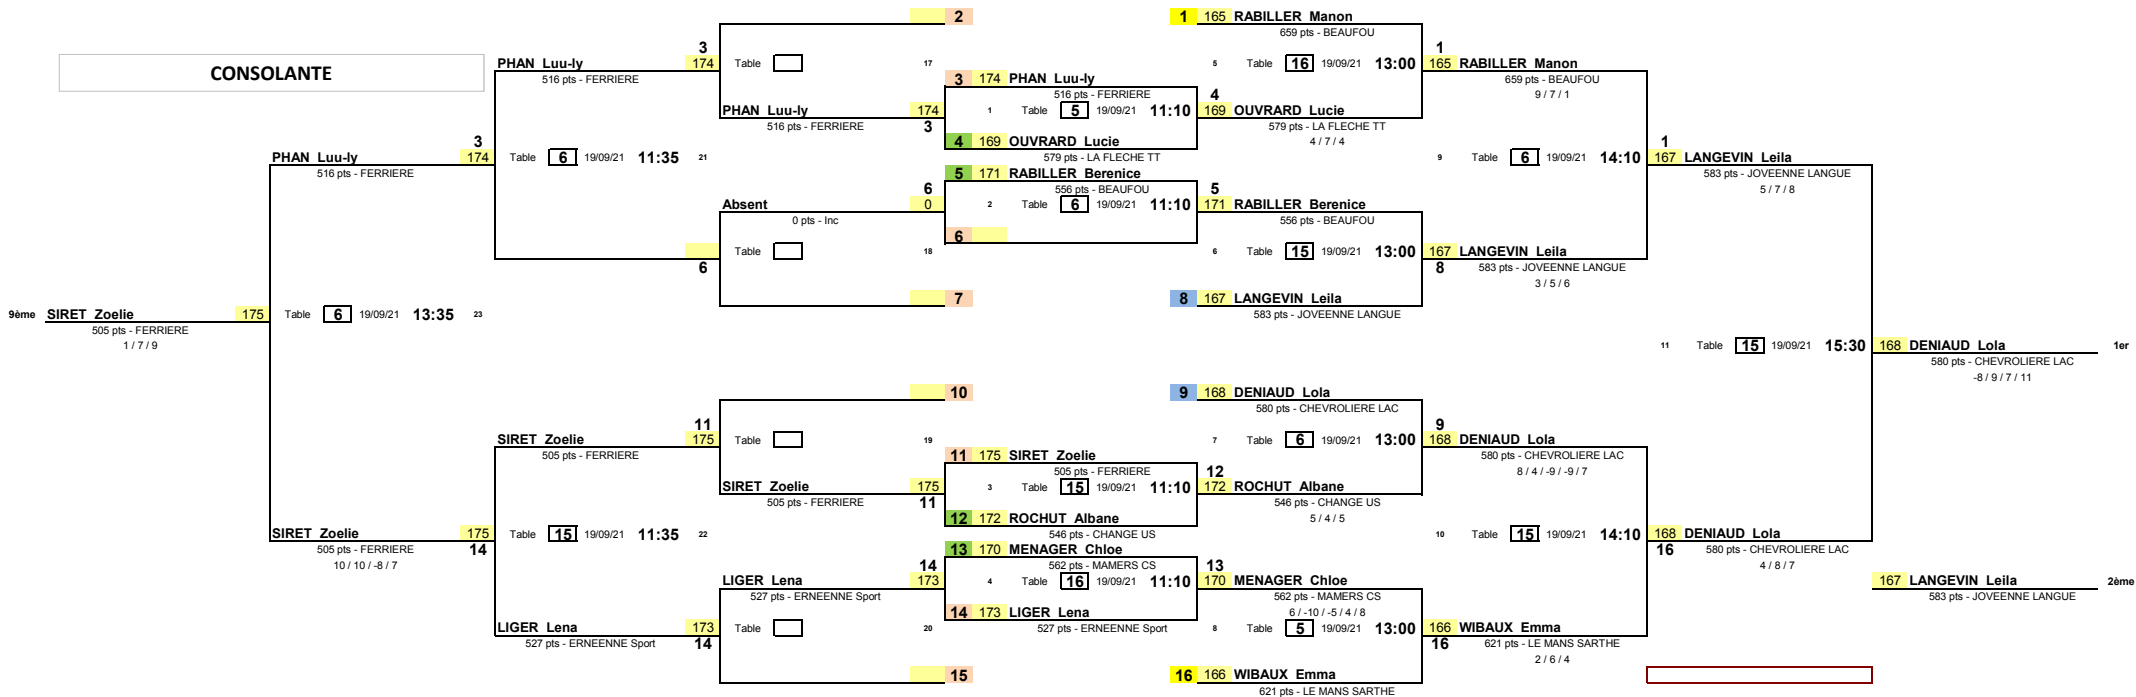 2
1 165 RABILLER Manon
659 pts - BEAUFOU
3
1
CONSOLANTE
PHAN Luu-ly 174
Table
17
5 Table 16 19/09/21 13:00
165 RABILLER Manon
516 pts - FERRIERE
3 174 PHAN Luu-ly
659 pts - BEAUFOU
516 pts - FERRIERE
4
9 / 7 / 1
PHAN Luu-ly 174
1 Table 5 19/09/21 11:10
169 OUVRARD Lucie
516 pts - FERRIERE
3
579 pts - LA FLECHE TT
3
4 169 OUVRARD Lucie
4 / 7 / 4
1
PHAN Luu-ly 174
Table 6 19/09/21 11:35 21
579 pts - LA FLECHE TT
9 Table 6 19/09/21 14:10
167 LANGEVIN Leila
516 pts - FERRIERE
5 171 RABILLER Berenice
583 pts - JOVEENNE LANGUE
6
556 pts - BEAUFOU
5
5 / 7 / 8
Absent 0
2 Table 6 19/09/21 11:10
171 RABILLER Berenice
0 pts - Inc
556 pts - BEAUFOU
6
Table
18
6 Table 15 19/09/21 13:00
167 LANGEVIN Leila
6
8
583 pts - JOVEENNE LANGUE
3 / 5 / 6
7
8 167 LANGEVIN Leila
583 pts - JOVEENNE LANGUE
9ème SIRET Zoelie 175
Table 6 19/09/21 13:35 23
505 pts - FERRIERE
1 / 7 / 9
11 Table 15 19/09/21 15:30
168 DENIAUD Lola 1er
580 pts - CHEVROLIERE LAC
-8 / 9 / 7 / 11
10
9 168 DENIAUD Lola
580 pts - CHEVROLIERE LAC
11
9
SIRET Zoelie 175
Table
19
7 Table 6 19/09/21 13:00
168 DENIAUD Lola
505 pts - FERRIERE
11 175 SIRET Zoelie
580 pts - CHEVROLIERE LAC
505 pts - FERRIERE
12
8 / 4 / -9 / -9 / 7
SIRET Zoelie 175
3 Table 15 19/09/21 11:10
172 ROCHUT Albane
505 pts - FERRIERE
11
546 pts - CHANGE US
12 172 ROCHUT Albane
5 / 4 / 5
SIRET Zoelie 175
Table 15 19/09/21 11:35 22
546 pts - CHANGE US
10 Table 15 19/09/21 14:10
168 DENIAUD Lola
505 pts - FERRIERE
14
13 170 MENAGER Chloe
16
580 pts - CHEVROLIERE LAC
10 / 10 / -8 / 7
14
562 pts - MAMERS CS
13
4 / 8 / 7
LIGER Lena 173
4 Table 16 19/09/21 11:10
170 MENAGER Chloe
167 LANGEVIN Leila 2ème
527 pts - ERNEENNE Sport
562 pts - MAMERS CS
583 pts - JOVEENNE LANGUE
14 173 LIGER Lena
6 / -10 / -5 / 4 / 8
LIGER Lena 173
Table
20
527 pts - ERNEENNE Sport
8 Table 5 19/09/21 13:00
166 WIBAUX Emma
527 pts - ERNEENNE Sport
14
16
621 pts - LE MANS SARTHE
2 / 6 / 4
15
16 166 WIBAUX Emma
621 pts - LE MANS SARTHE